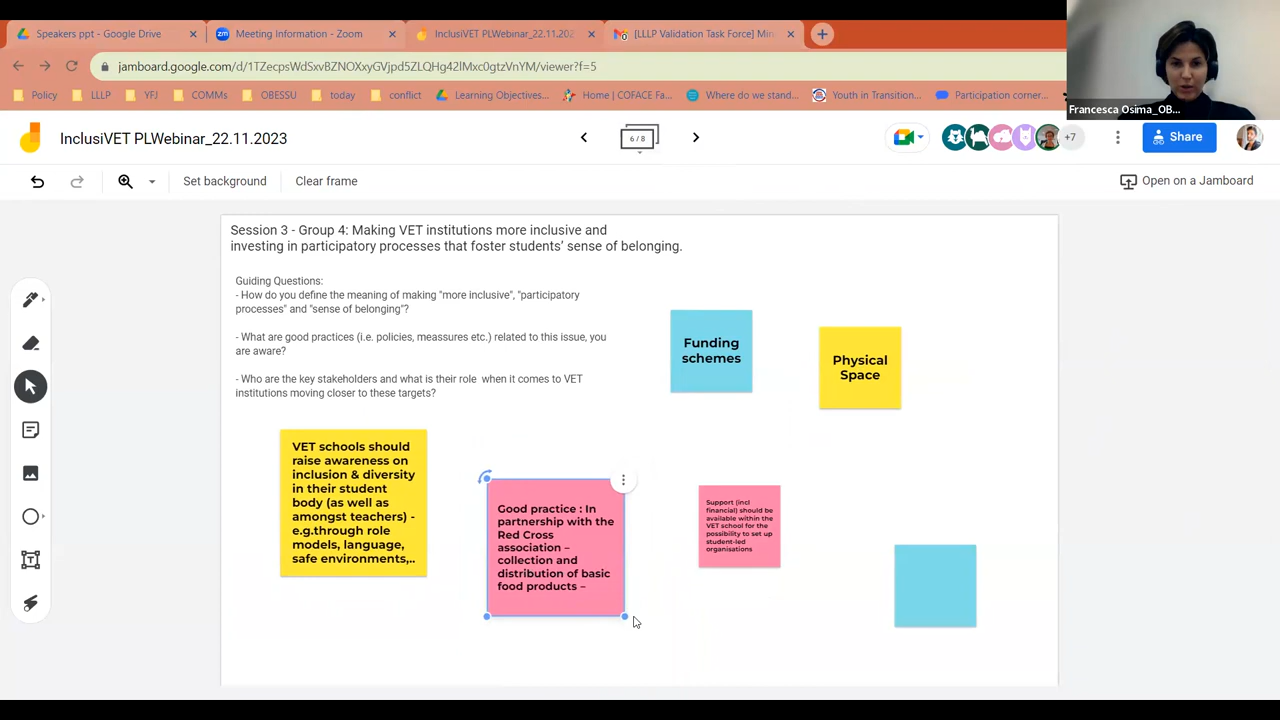 Speakers ppt - Google Drive
Meeting Information - Zoom
InclusiVET PLWebinar_22.11.202
[LLLP Validation Task Force] Min
jamboard.google.com/d/1TZecpsWdSxvBZNOXxyGVjpd5ZLQHg42lMxc0gtzVnYM/viewer?f=5
Policy
LLLP
YFJ
COMMs
OBESSU
today
conflict
Learning Objectives...
Home | COFACE Fa...
Where do we stand...
Youth in Transition...
Participation corner...
Francesca Osima_OB...
InclusiVET PLWebinar_22.11.2023
6 / 8
+7
Share
Set background
Clear frame
Open on a Jamboard
Session 3 - Group 4: Making VET institutions more inclusive and
investing in participatory processes that foster students’ sense of belonging.
Guiding Questions:
- How do you define the meaning of making "more inclusive", "participatory
processes" and "sense of belonging"?
- What are good practices (i.e. policies, meassures etc.) related to this issue, you
are aware?
- Who are the key stakeholders and what is their role when it comes to VET
institutions moving closer to these targets?
Funding
schemes
Physical
Space
VET schools should
raise awareness on
inclusion & diversity
in their student
body (as well as
amongst teachers) -
e.g.through role
models, language,
safe environments,..
Good practice : In
partnership with the
Red Cross
association –
collection and
distribution of basic
food products –
Support (incl
financial) should be
available within the
VET school for the
possibility to set up
student-led
organisations